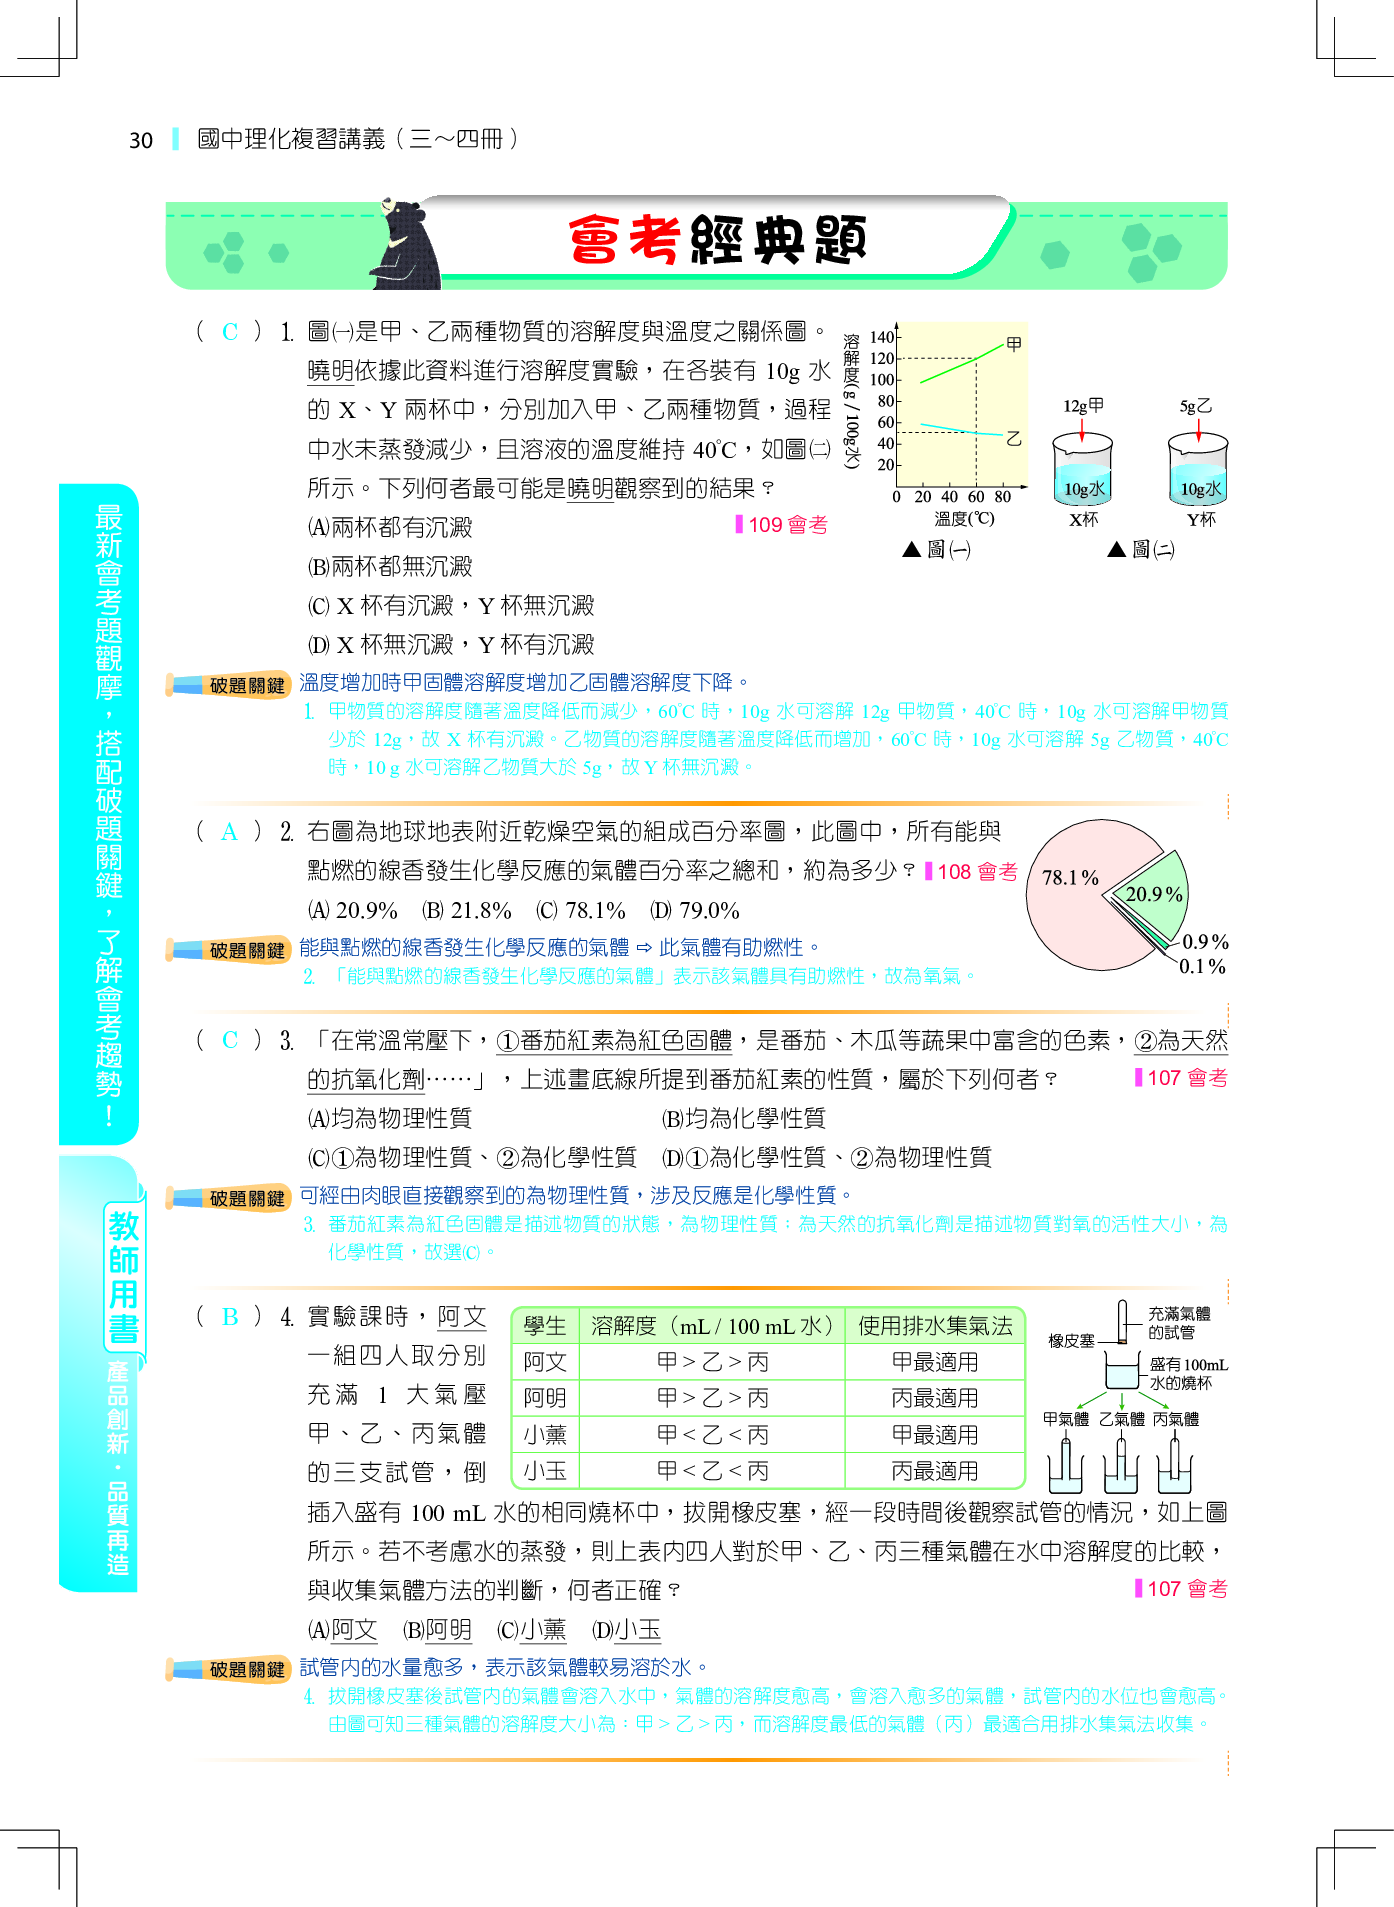 30 國中理化複習講義（三～四冊）
會考經典題
（ C ）1. 圖㈠是甲、乙兩種物質的溶解度與溫度之關係圖。
曉明依據此資料進行溶解度實驗，在各裝有 10g 水
的 X、Y 兩杯中，分別加入甲、乙兩種物質，過程
中水未蒸發減少，且溶液的溫度維持 40℃，如圖㈡
所示。下列何者最可能是曉明觀察到的結果？
(A)兩杯都有沉澱
▌109 會考
(B)兩杯都無沉澱
(C) X 杯有沉澱，Y 杯無沉澱
(D) X 杯無沉澱，Y 杯有沉澱
溶解度(g / 100g水)
140
120
100
80
60
40
20
0 20 40 60 80
溫度(℃)
甲
乙
▲圖㈠
12g甲
10g水
X杯
5g乙
10g水
Y杯
▲圖㈡
破題關鍵 溫度增加時甲固體溶解度增加乙固體溶解度下降。
1. 甲物質的溶解度隨著溫度降低而減少，60℃ 時，10g 水可溶解 12g 甲物質，40℃ 時，10g 水可溶解甲物質
少於 12g，故 X 杯有沉澱。乙物質的溶解度隨著溫度降低而增加，60℃ 時，10g 水可溶解 5g 乙物質，40℃
時，10 g 水可溶解乙物質大於 5g，故 Y 杯無沉澱。
（ A ）2. 右圖為地球地表附近乾燥空氣的組成百分率圖，此圖中，所有能與
點燃的線香發生化學反應的氣體百分率之總和，約為多少？▌108 會考
(A) 20.9% (B) 21.8% (C) 78.1% (D) 79.0%
78.1%
20.9%
0.9%
0.1%
破題關鍵 能與點燃的線香發生化學反應的氣體 ⇨ 此氣體有助燃性。
2. 「能與點燃的線香發生化學反應的氣體」表示該氣體具有助燃性，故為氧氣。
（ C ）3. 「在常溫常壓下，①番茄紅素為紅色固體，是番茄、木瓜等蔬果中富含的色素，②為天然
的抗氧化劑……」，上述畫底線所提到番茄紅素的性質，屬於下列何者？ ▌107 會考
(A)均為物理性質 (B)均為化學性質
(C)①為物理性質、②為化學性質 (D)①為化學性質、②為物理性質
破題關鍵 可經由肉眼直接觀察到的為物理性質，涉及反應是化學性質。
3. 番茄紅素為紅色固體是描述物質的狀態，為物理性質；為天然的抗氧化劑是描述物質對氧的活性大小，為
化學性質，故選(C)。
（ B ）4. 實驗課時，阿文
一組四人取分別
充滿 1 大氣壓
甲、乙、丙氣體
的三支試管，倒
學生 溶解度（mL / 100 mL 水） 使用排水集氣法
阿文 甲＞乙＞丙 甲最適用
阿明 甲＞乙＞丙 丙最適用
小薰 甲＜乙＜丙 甲最適用
小玉 甲＜乙＜丙 丙最適用
充滿氣體
的試管
橡皮塞
盛有100mL
水的燒杯
甲氣體 乙氣體 丙氣體
插入盛有 100 mL 水的相同燒杯中，拔開橡皮塞，經一段時間後觀察試管的情況，如上圖
所示。若不考慮水的蒸發，則上表內四人對於甲、乙、丙三種氣體在水中溶解度的比較，
與收集氣體方法的判斷，何者正確？ ▌107 會考
(A)阿文 (B)阿明 (C)小薰 (D)小玉
破題關鍵 試管內的水量愈多，表示該氣體較易溶於水。
4. 拔開橡皮塞後試管內的氣體會溶入水中，氣體的溶解度愈高，會溶入愈多的氣體，試管內的水位也會愈高。
由圖可知三種氣體的溶解度大小為：甲＞乙＞丙，而溶解度最低的氣體（丙）最適合用排水集氣法收集。
最新會考題觀摩，搭配破題關鍵，了解會考趨勢！
教師用書
產品創新．品質再造